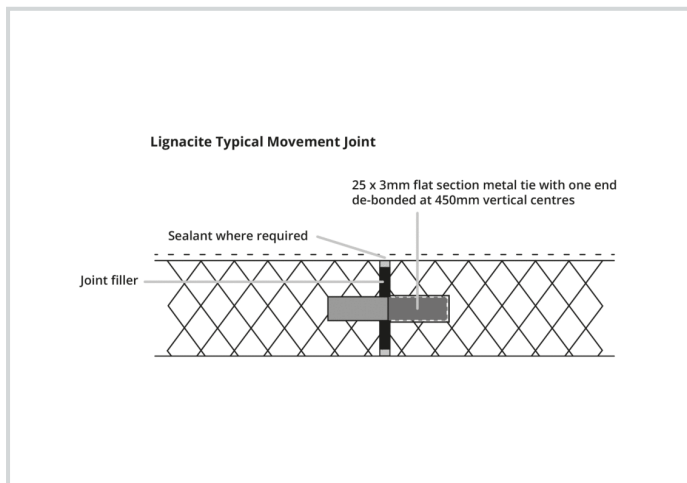 Lignacite Typical Movement Joint
25 x 3mm flat section metal tie with one end
de-bonded at 450mm vertical centres
Sealant where required
Joint filler